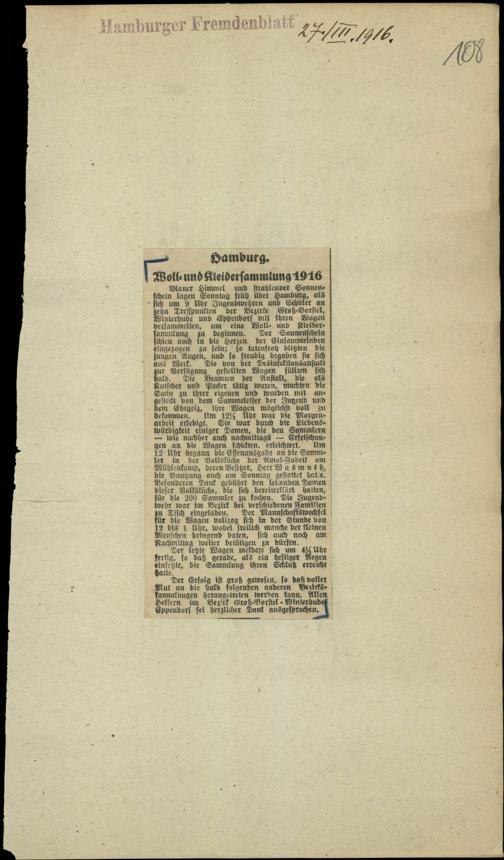 Hamburger Fremdenblatt 27./III.1916.
108
Hamburg.
Woll- und Kleidersammlung 1916
Blauer Himmel und strahlender Sonnen-
schein lagen Sonntag früh über Hamburg, als
sich um 9 Uhr Jugendwehren und Schüler an
zehn Treffpunkten der Bezirke Groß-Borstel,
Winterhude und Eppendorf mit ihren Wagen
versammelten, um eine Woll- und Kleider-
sammlung zu beginnen. Der Sonnenschein
schien auch in die Herzen der Einsammelnden
eingezogen zu sein; so tatenfroh blitzten die
jungen Augen, und so freudig begaben sie sich
ans Werk. Die von der Desinfektionsanstalt
zur Verfügung gestellten Wagen füllten sich
bald. Die Beamten der Anstalt, die als
Kutscher und Packer tätig waren, machten die
Sache zu ihrer eigenen und wurden mit an-
gesteckt von dem Sammeleifer der Jugend und
dem Ehrgeiz, ihre Wagen möglichst voll zu
bekommen. Um 12½ Uhr war die Morgen-
arbeit erledigt. Sie war durch die Liebens-
würdigkeit einiger Damen, die den Sammlern
— wie nachher auch nachmittags — Erfrischun-
gen an die Wagen schickten, erleichtert. Um
12 Uhr begann die Essenausgabe an die Samm-
ler in der Volksküche der Amol-Fabrik am
Mühlenkamp, deren Besitzer, Herr Wasmuth,
die Benutzung auch am Sonntag gestattet hatte.
Besonderen Dank gebührt den leitenden Damen
dieser Volksküche, die sich bereiterklärt hatten,
für die 200 Sammler zu kochen. Die Jugend-
wehr war im Bezirk bei verschiedenen Familien
zu Tisch eingeladen. Der Mannschaftswechsel
für die Wagen vollzog sich in der Stunde von
12 bis 1 Uhr, wobei freilich manche der kleinen
Menschen dringend baten, sich auch noch am
Nachmittag weiter betätigen zu dürfen.
Der letzte Wagen meldete sich um 4½ Uhr
fertig, so daß gerade, als ein heftiger Regen
einsetzte, die Sammlung ihren Schluß erreicht
hatte.
Der Erfolg ist groß gewesen, so daß voller
Mut an die bald folgenden anderen Bezirks-
sammlungen herangetreten werden kann. Allen
Helfern im Bezirk Groß-Borstel-Winterhude-
Eppendorf sei herzlicher Dank ausgesprochen.